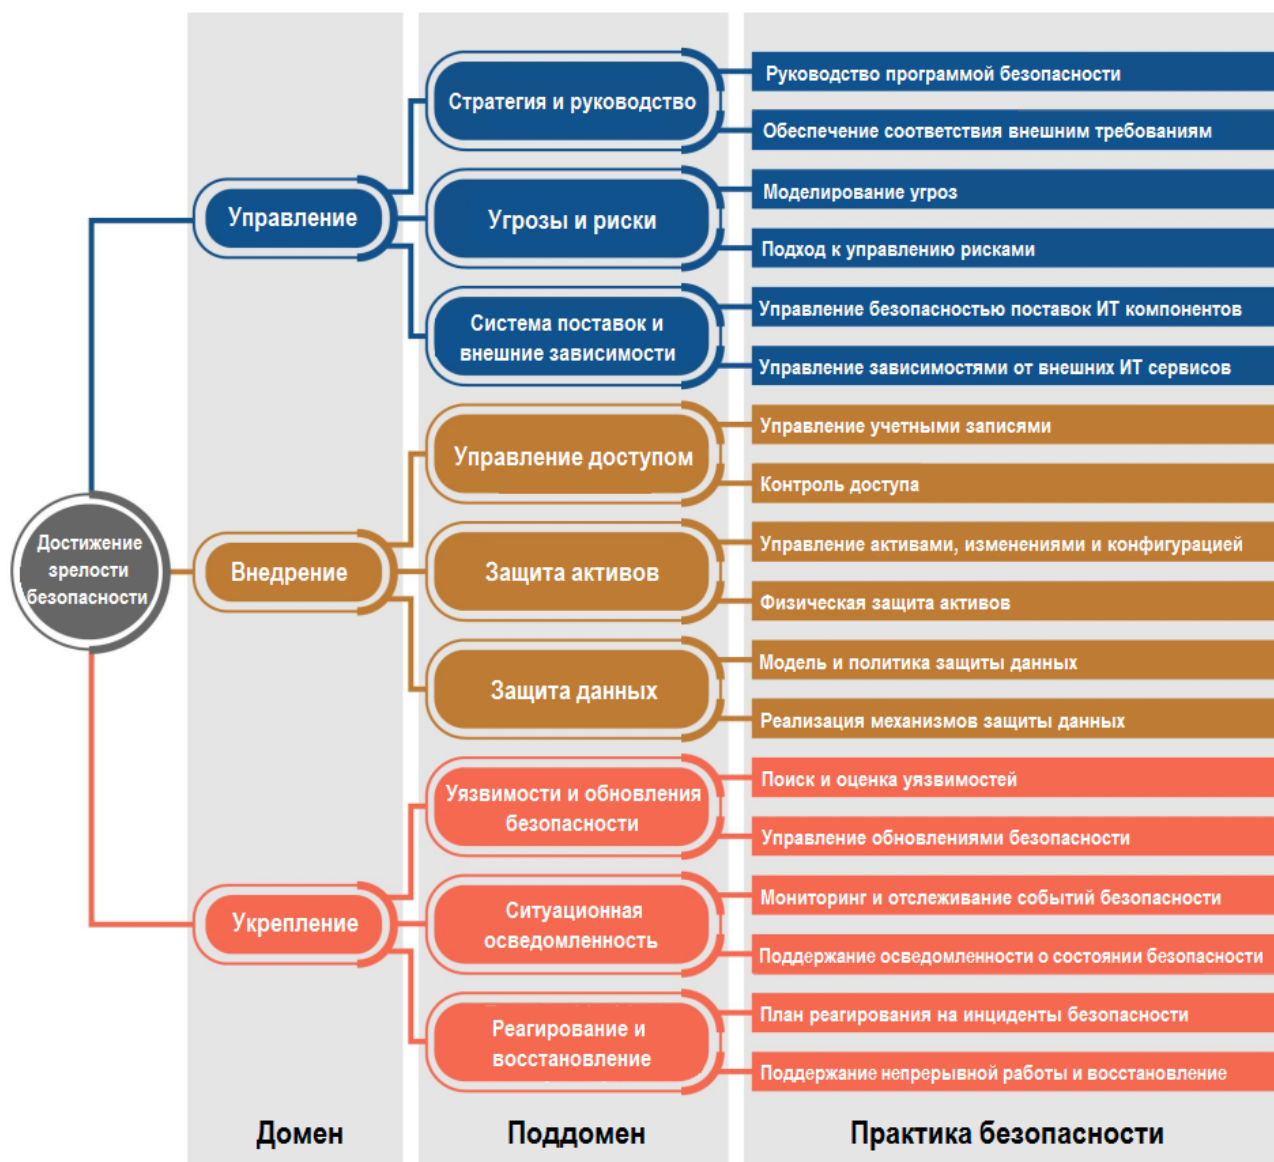 Достижение
зрелости
безопасности
Управление
Стратегия и руководство
Руководство программой безопасности
Обеспечение соответствия внешним требованиям
Угрозы и риски
Моделирование угроз
Подход к управлению рисками
Система поставок и
внешние зависимости
Управление безопасностью поставок ИТ компонентов
Управление зависимостями от внешних ИТ сервисов
Внедрение
Управление доступом
Управление учетными записями
Контроль доступа
Защита активов
Управление активами, изменениями и конфигурацией
Физическая защита активов
Защита данных
Модель и политика защиты данных
Реализация механизмов защиты данных
Укрепление
Уязвимости и обновления
безопасности
Поиск и оценка уязвимостей
Управление обновлениями безопасности
Ситуационная
осведомленность
Мониторинг и отслеживание событий безопасности
Поддержание осведомленности о состоянии безопасности
Реагирование и
восстановление
План реагирования на инциденты безопасности
Поддержание непрерывной работы и восстановление
Домен
Поддомен
Практика безопасности